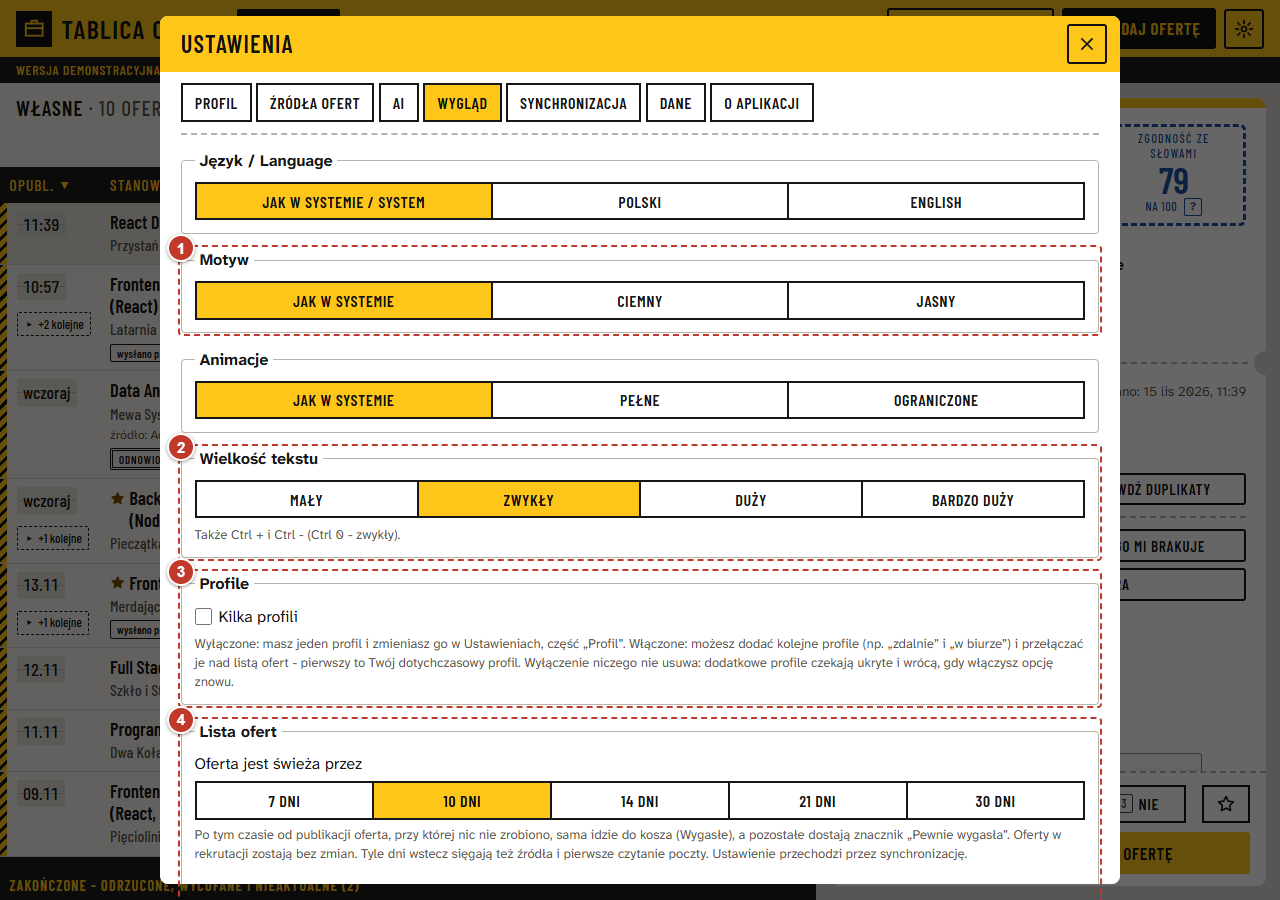 TABLICA
DAJ OFERTĘ
WERSJA DEMONSTRACYJNA
USTAWIENIA
PROFIL
ŹRÓDŁA OFERT
AI
WYGLĄD
SYNCHRONIZACJA
DANE
O APLIKACJI
Język / Language
JAK W SYSTEMIE / SYSTEM
POLSKI
ENGLISH
1
Motyw
JAK W SYSTEMIE
CIEMNY
JASNY
Animacje
JAK W SYSTEMIE
PEŁNE
OGRANICZONE
2
Wielkość tekstu
MAŁY
ZWYKŁY
DUŻY
BARDZO DUŻY
Także Ctrl + i Ctrl - (Ctrl 0 - zwykły).
3
Profile
Kilka profili
Wyłączone: masz jeden profil i zmieniasz go w Ustawieniach, część „Profil”. Włączone: możesz dodać kolejne profile (np. „zdalnie” i „w biurze”) i przełączać
je nad listą ofert - pierwszy to Twój dotychczasowy profil. Wyłączenie niczego nie usuwa: dodatkowe profile czekają ukryte i wrócą, gdy włączysz opcję
znowu.
4
Lista ofert
Oferta jest świeża przez
7 DNI
10 DNI
14 DNI
21 DNI
30 DNI
Po tym czasie od publikacji oferta, przy której nic nie zrobiono, sama idzie do kosza (Wygasłe), a pozostałe dostają znacznik „Pewnie wygasła”. Oferty w
rekrutacji zostają bez zmian. Tyle dni wstecz sięgają też źródła i pierwsze czytanie poczty. Ustawienie przechodzi przez synchronizację.
WŁASNE · 10 OFER
OPUBL. ▼
STANOW
11:39
React D
Przystań
10:57
Fronten
(React)
+2 kolejne
Latarnia
wysłano p
wczoraj
Data An
Mewa Sys
źródło: Ad
ODNOWIO
wczoraj
Back
(Nod
+1 kolejne
Pieczątka
13.11
Front
Merdając
+1 kolejne
wysłano p
12.11
Full Sta
Szkło i St
11.11
Program
Dwa Koła
09.11
Fronten
(React,
Pięciolini
ZAKOŃCZONE - ODRZUCONE, WYCOFANE I NIEAKTUALNE (2)
ZGODNOŚĆ ZE
SŁOWAMI
79
NA 100 ?
ano: 15 lis 2026, 11:39
WDŹ DUPLIKATY
GO MI BRAKUJE
RA
3 NIE
OFERTĘ